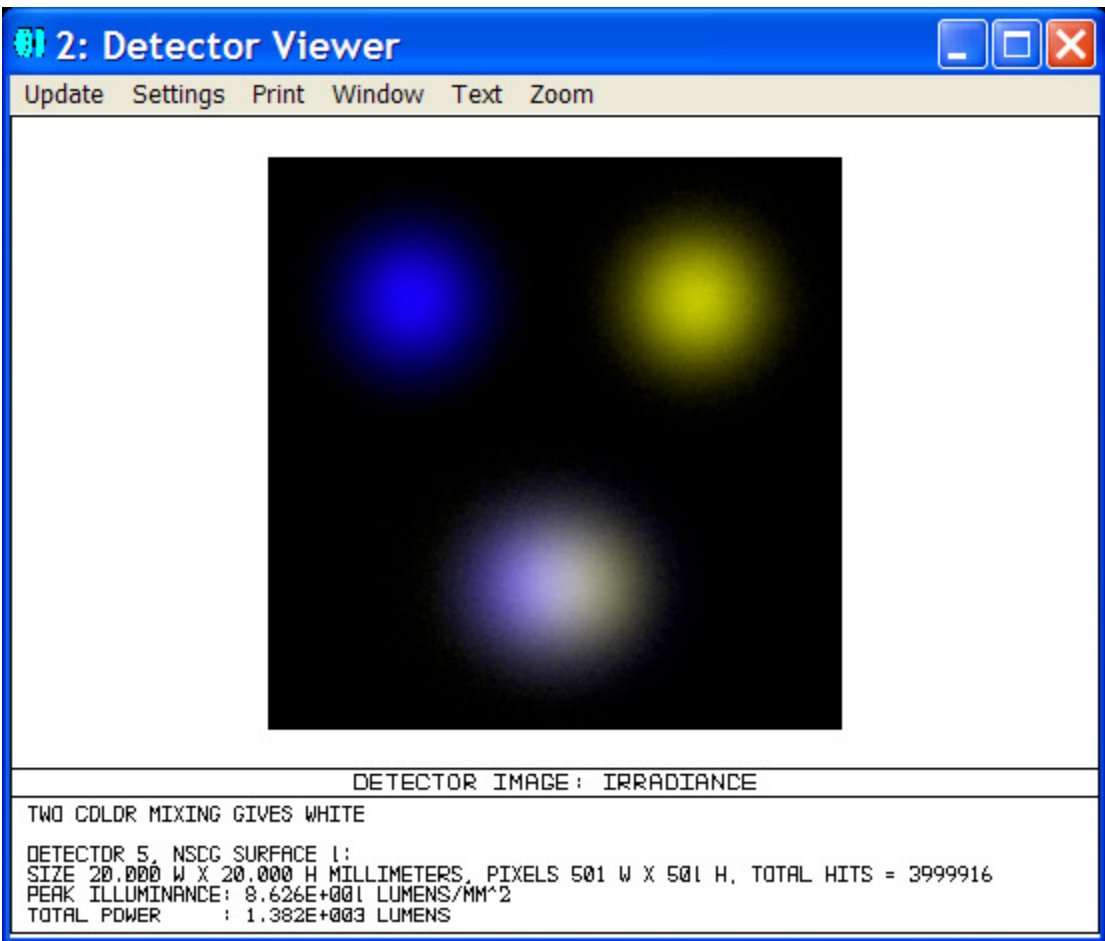 2: Detector Viewer
Update Settings Print Window Text Zoom
DETECTOR IMAGE: IRRADIANCE
TWO COLOR MIXING GIVES WHITE
DETECTOR 5, NSCG SURFACE 1:
SIZE 20.000 W X 20.000 H MILLIMETERS, PIXELS 501 W X 501 H, TOTAL HITS = 3999916
PEAK ILLUMINANCE: 8.626E+001 LUMENS/MM^2
TOTAL POWER : 1.382E+003 LUMENS